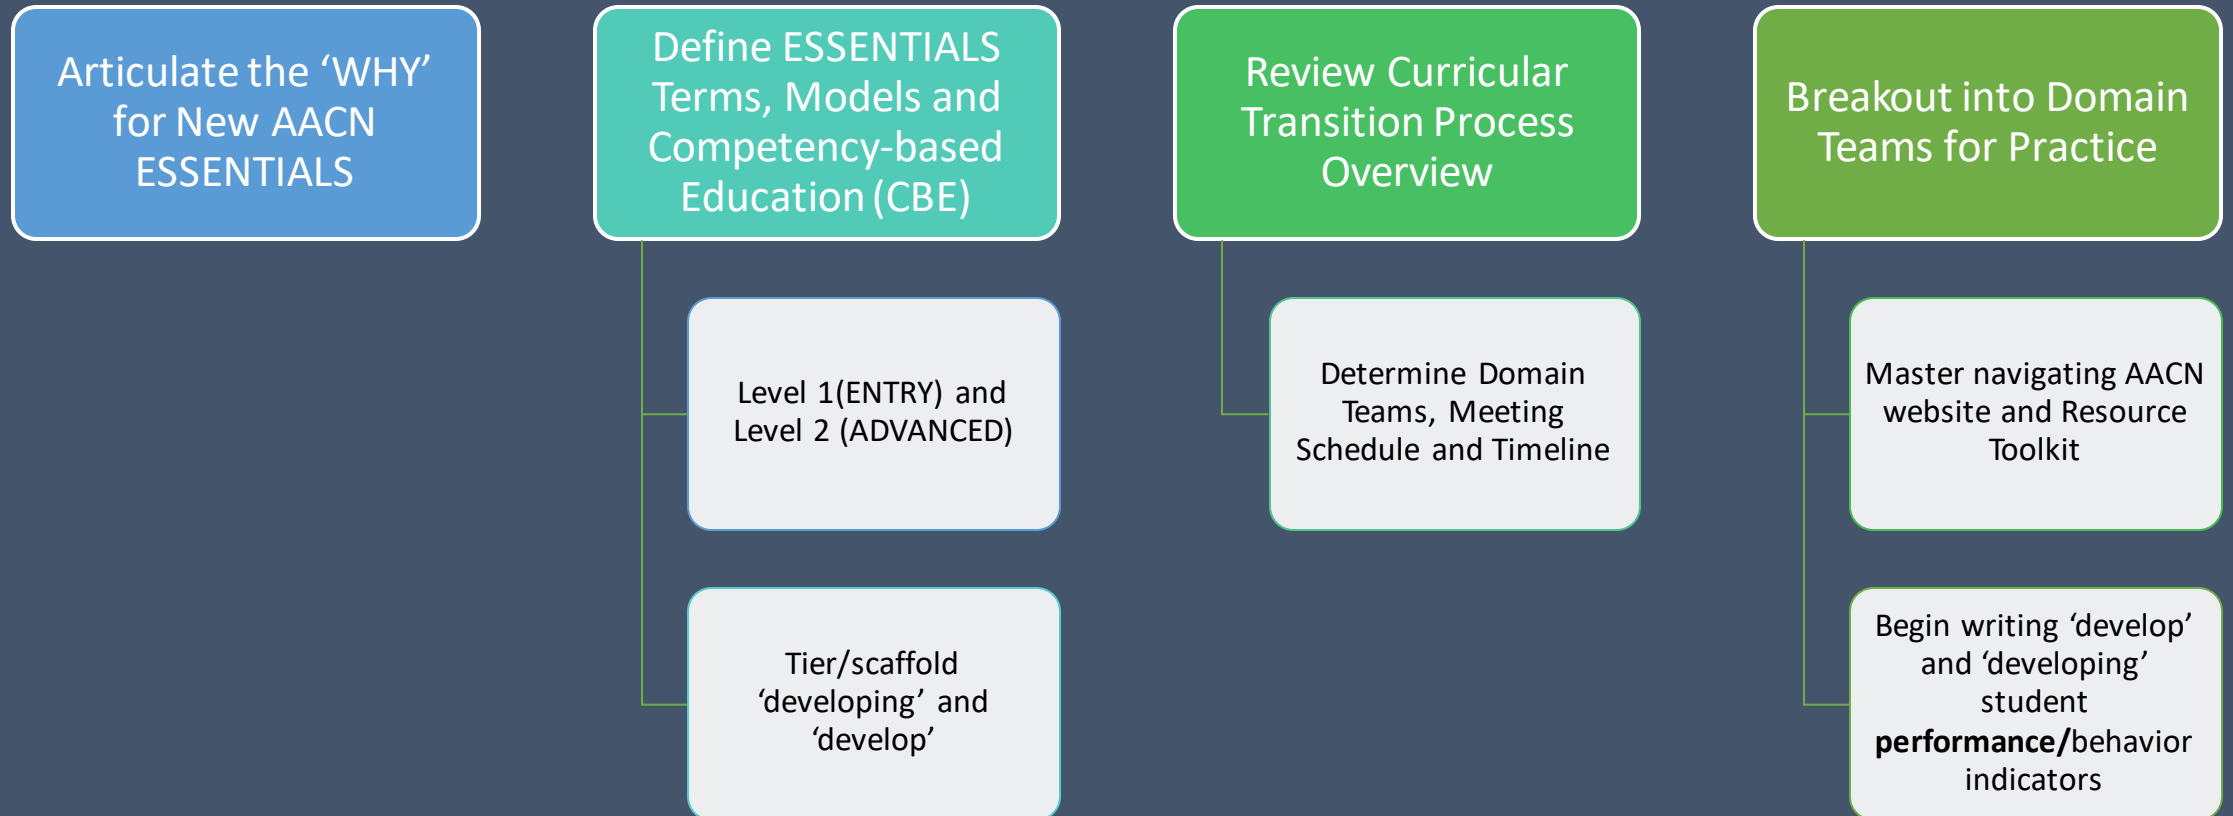 Articulate the ‘WHY’
for New AACN
ESSENTIALS
Define ESSENTIALS
Terms, Models and
Competency-based
Education (CBE)
Level 1(ENTRY) and
Level 2 (ADVANCED)
Tier/scaffold
‘developing’ and
‘develop’
Review Curricular
Transition Process
Overview
Determine Domain
Teams, Meeting
Schedule and Timeline
Breakout into Domain
Teams for Practice
Master navigating AACN
website and Resource
Toolkit
Begin writing ‘develop’
and ‘developing’
student
performance/behavior
indicators